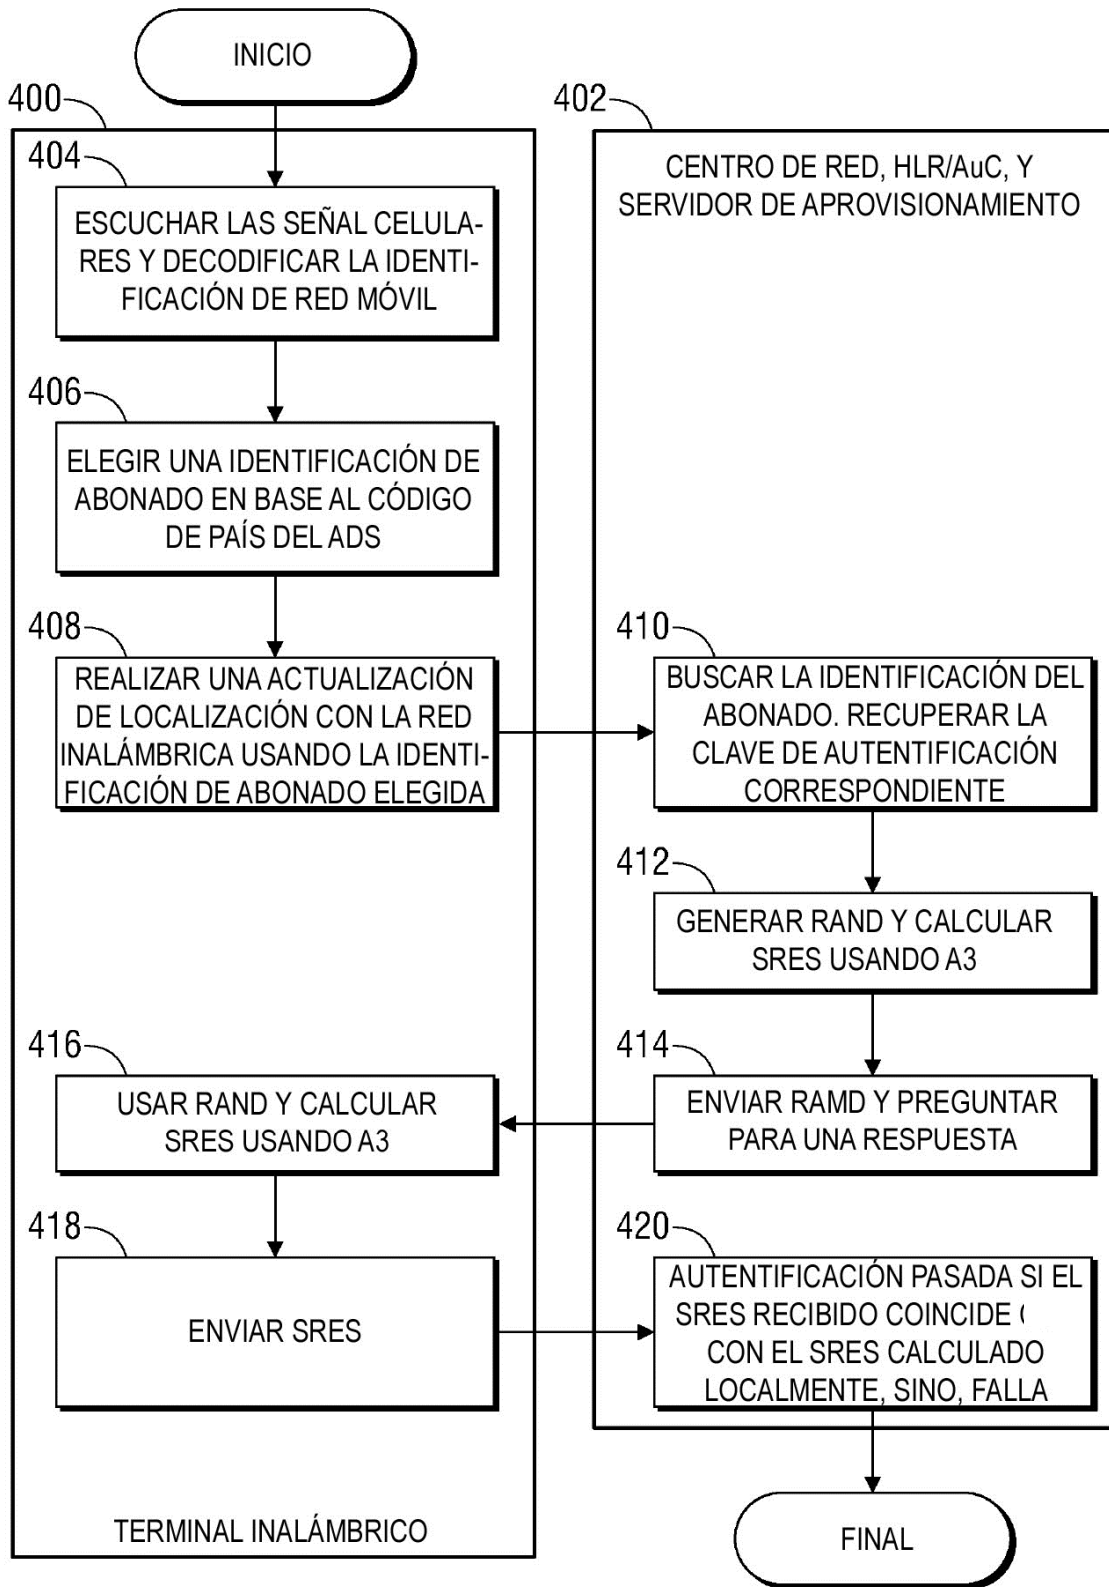 INICIO
400
402
404
CENTRO DE RED, HLR/AuC, Y
SERVIDOR DE APROVISIONAMIENTO
ESCUCHAR LAS SEÑAL CELULA-
RES Y DECODIFICAR LA IDENTI-
FICACIÓN DE RED MÓVIL
406
ELEGIR UNA IDENTIFICACIÓN DE
ABONADO EN BASE AL CÓDIGO
DE PAÍS DEL ADS
408
REALIZAR UNA ACTUALIZACIÓN
DE LOCALIZACIÓN CON LA RED
INALÁMBRICA USANDO LA IDENTI-
FICACIÓN DE ABONADO ELEGIDA
410
BUSCAR LA IDENTIFICACIÓN DEL
ABONADO. RECUPERAR LA
CLAVE DE AUTENTIFICACIÓN
CORRESPONDIENTE
412
GENERAR RAND Y CALCULAR
SRES USANDO A3
414
ENVIAR RAMD Y PREGUNTAR
PARA UNA RESPUESTA
416
USAR RAND Y CALCULAR
SRES USANDO A3
418
ENVIAR SRES
420
AUTENTIFICACIÓN PASADA SI EL
SRES RECIBIDO COINCIDE
CON EL SRES CALCULADO
LOCALMENTE, SINO, FALLA
TERMINAL INALÁMBRICO
FINAL